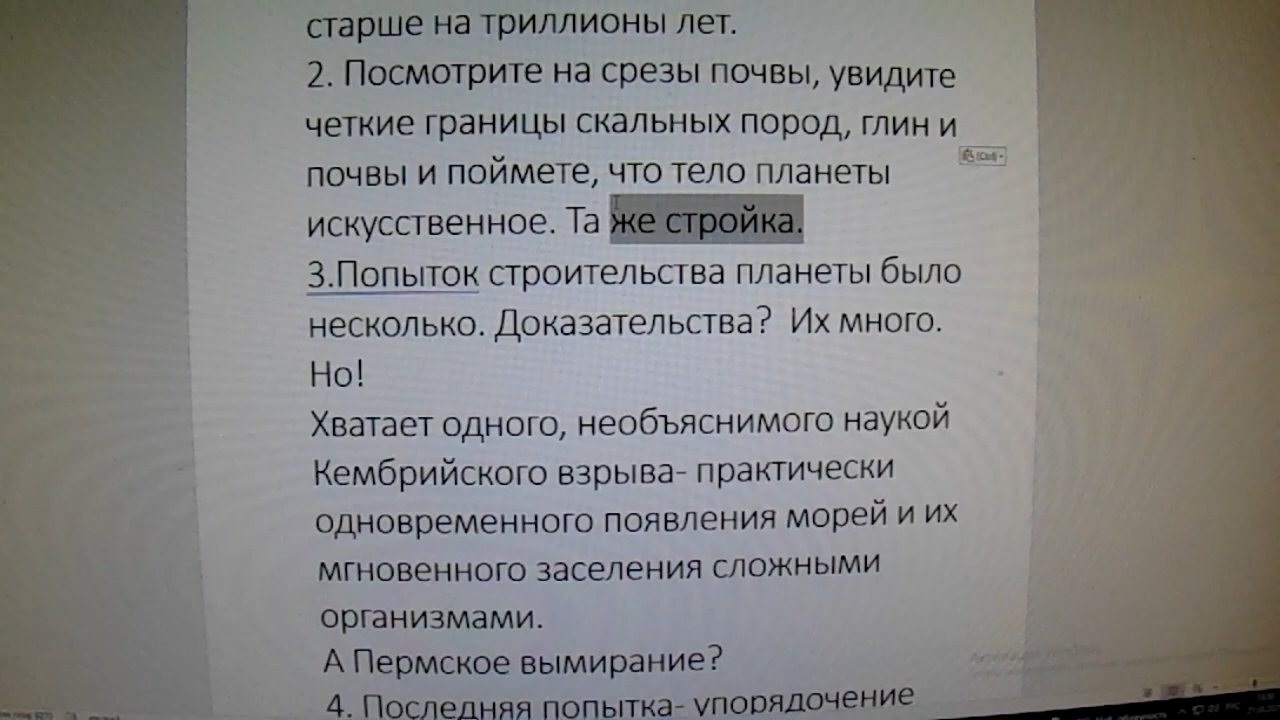 старше на триллионы лет.
2. Посмотрите на срезы почвы, увидите
четкие границы скальных пород, глин и
(Ctrl)
почвы и поймете, что тело планеты
искусственное. Та же стройка.
3.Попыток строительства планеты было
несколько. Доказательства?  Их много.
Но!
Хватает одного, необъяснимого наукой
Кембрийского взрыва- практически
одновременного появления морей и их
мгновенного заселения сложными
организмами.
А Пермское вымирание?
4. Последняя попытка- упорядочение